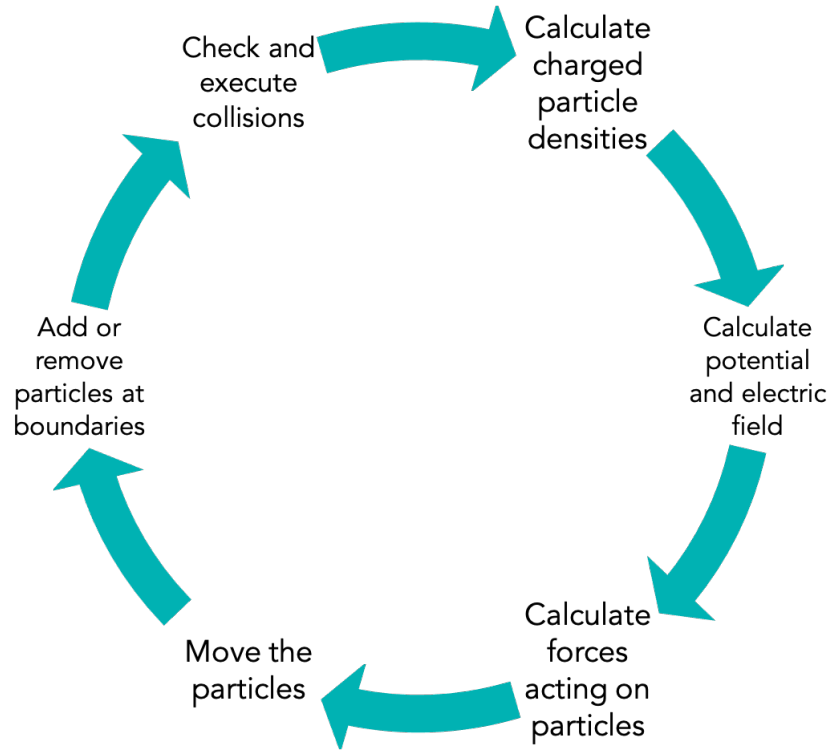 Check and
execute
collisions
Calculate
charged
particle
densities
Calculate
potential
and electric
field
Calculate
forces
acting on
particles
Move the
particles
Add or
remove
particles at
boundaries